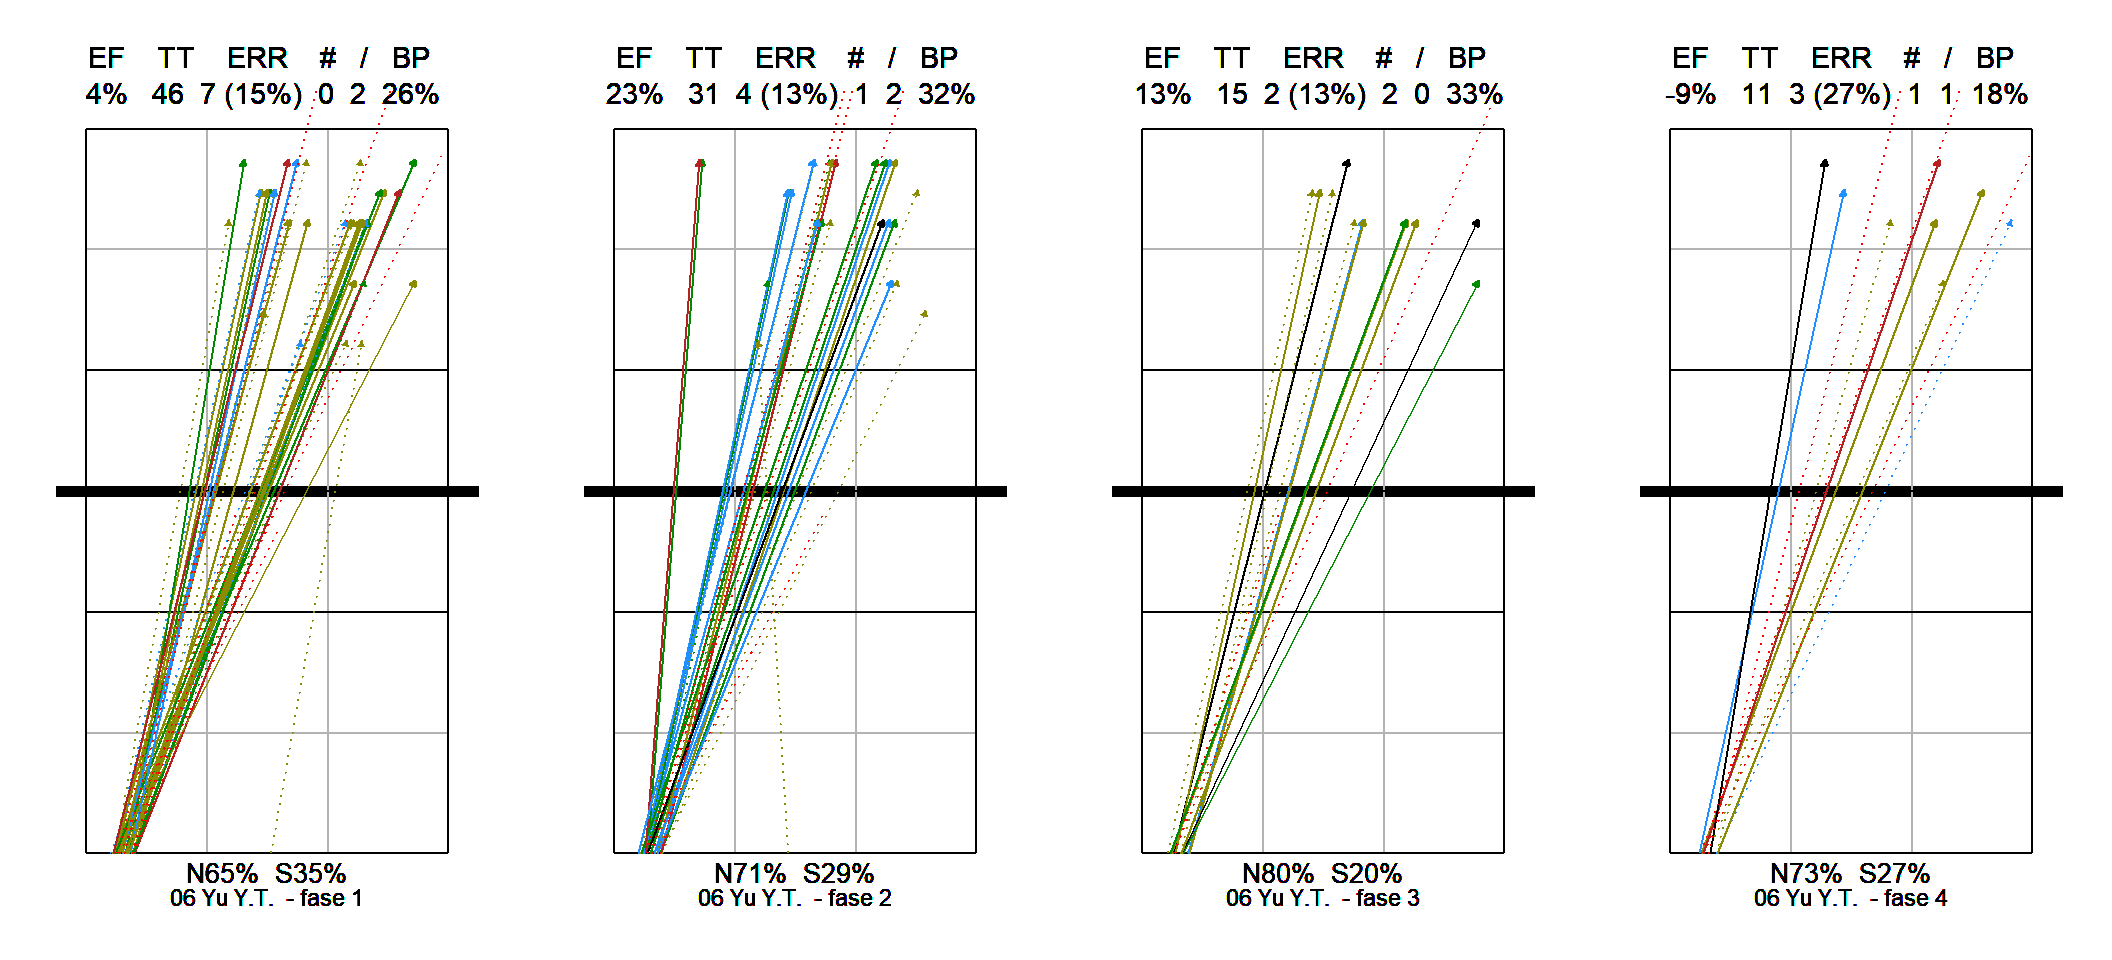 EF TT ERR # / BP
4% 46 7 (15%) 0 2 26%
N65% S35%
06 Yu Y.T. - fase 1
EF TT ERR # / BP
23% 31 4 (13%) 1 2 32%
N71% S29%
06 Yu Y.T. - fase 2
EF TT ERR # / BP
13% 15 2 (13%) 2 0 33%
N80% S20%
06 Yu Y.T. - fase 3
EF TT ERR # / BP
-9% 11 3 (27%) 1 1 18%
N73% S27%
06 Yu Y.T. - fase 4